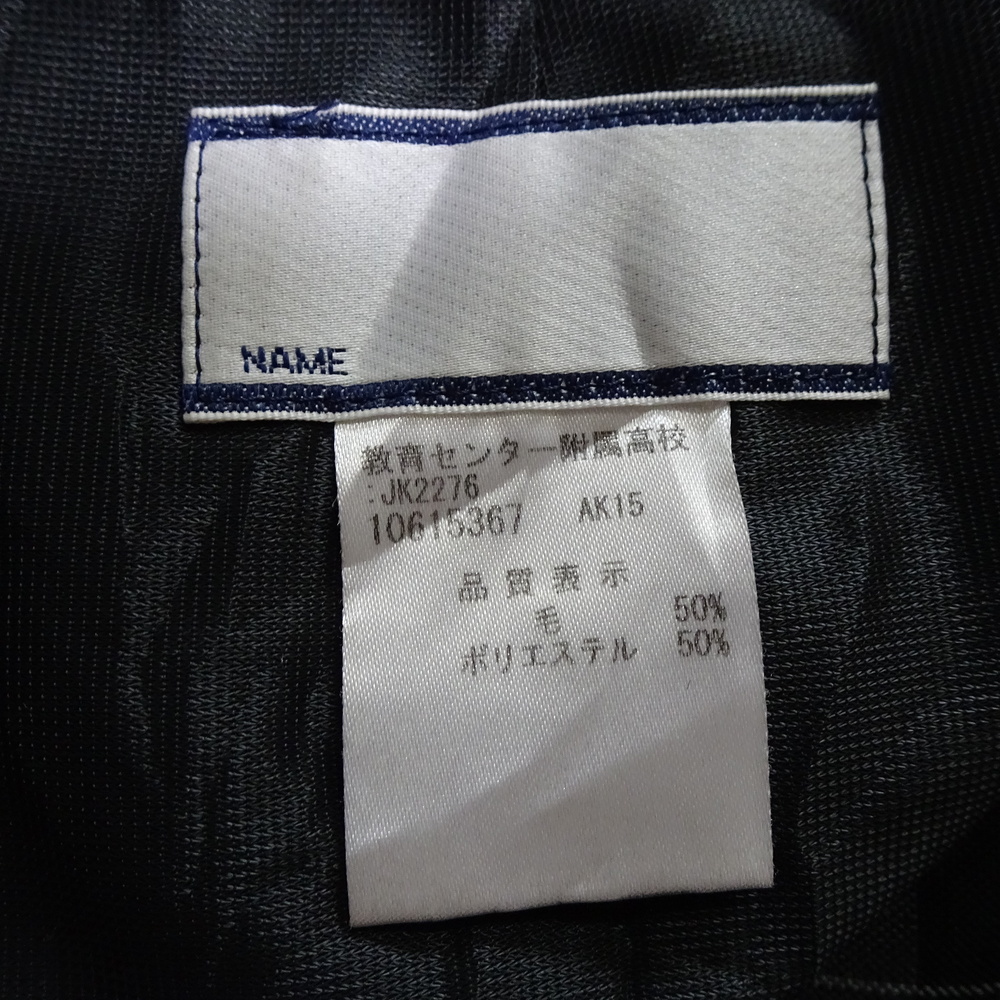 NAME
教育センター附属高校
:JK2276
10615367 AK15
品質表示
毛 50%
ポリエステル 50%